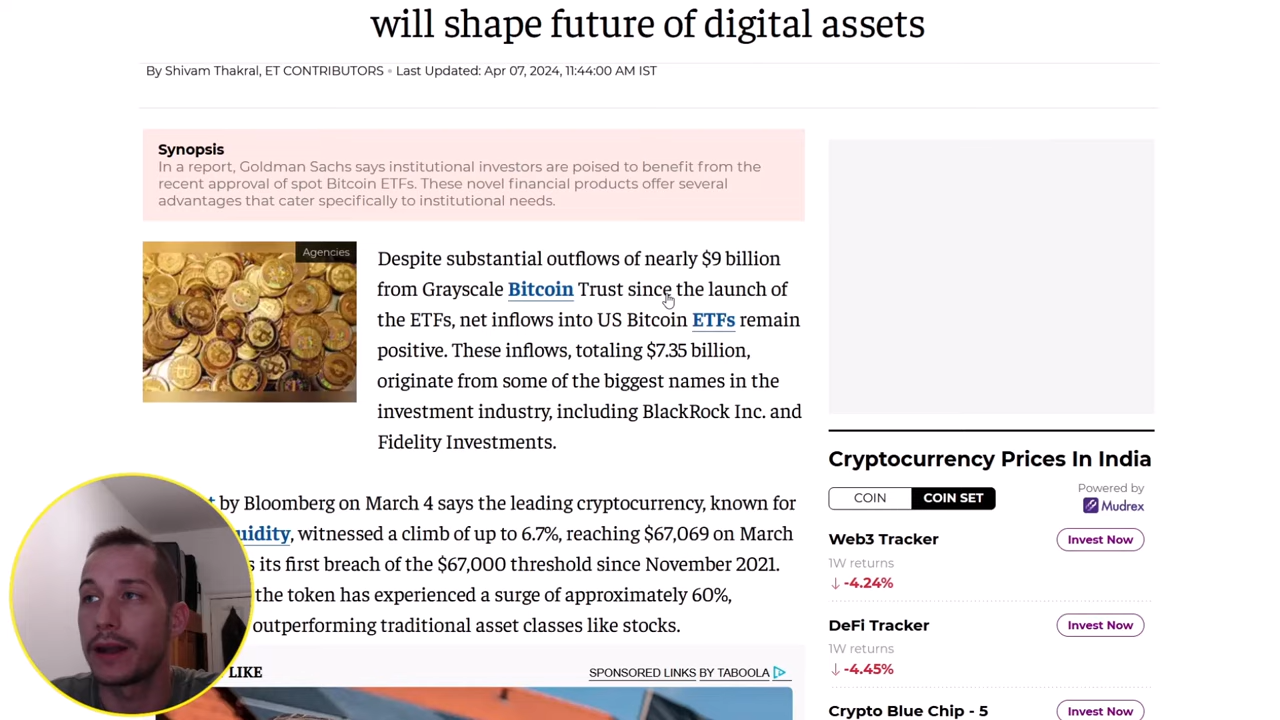 will shape future of digital assets
By Shivam Thakral, ET CONTRIBUTORS • Last Updated: Apr 07, 2024, 11:44:00 AM IST
Synopsis
In a report, Goldman Sachs says institutional investors are poised to benefit from the
recent approval of spot Bitcoin ETFs. These novel financial products offer several
advantages that cater specifically to institutional needs.
Agencies
Despite substantial outflows of nearly $9 billion
from Grayscale Bitcoin Trust since the launch of
the ETFs, net inflows into US Bitcoin ETFs remain
positive. These inflows, totaling $7.35 billion,
originate from some of the biggest names in the
investment industry, including BlackRock Inc. and
Fidelity Investments.
by Bloomberg on March 4 says the leading cryptocurrency, known for
witnessed a climb of up to 6.7%, reaching $67,069 on March
its first breach of the $67,000 threshold since November 2021.
the token has experienced a surge of approximately 60%,
outperforming traditional asset classes like stocks.
LIKE
SPONSORED LINKS BY TABOOLA
Cryptocurrency Prices In India
COIN
COIN SET
Powered by
Mudrex
Web3 Tracker
Invest Now
1W returns
↓ -4.24%
DeFi Tracker
Invest Now
1W returns
↓ -4.45%
Crypto Blue Chip - 5
Invest Now